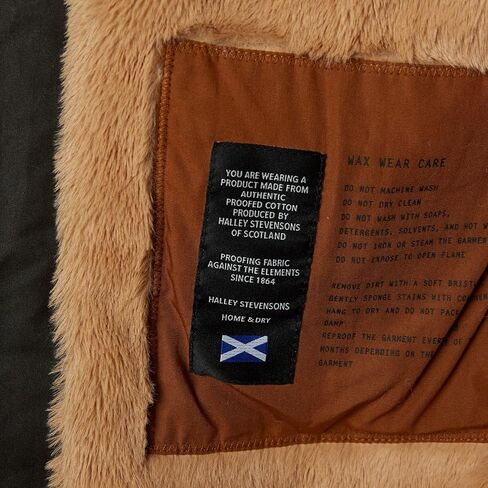 YOU ARE WEARING A
PRODUCT MADE FROM
AUTHENTIC
PROOFED COTTON
PRODUCED BY
HALLEY STEVENSONS
OF SCOTLAND
PROOFING FABRIC
AGAINST THE ELEMENTS
SINCE 1864
HALLEY STEVENSONS
HOME & DRY
WAX WEAR CARE
DO NOT MACHINE WASH
DO NOT DRY CLEAN
DO NOT WASH WITH SOAPS,
DETERGENTS, SOLVENTS, AND HOT
DO NOT IRON OR STEAM THE GARMENT
DO NOT EXPOSE TO OPEN FLAME
REMOVE DIRT WITH A SOFT
GENTLY SPONGE STAINS WITH
HANG TO DRY AND DO NOT PACK
DAMP
REPROOF THE GARMENT
MONTHS DEPENDING ON THE
GARMENT